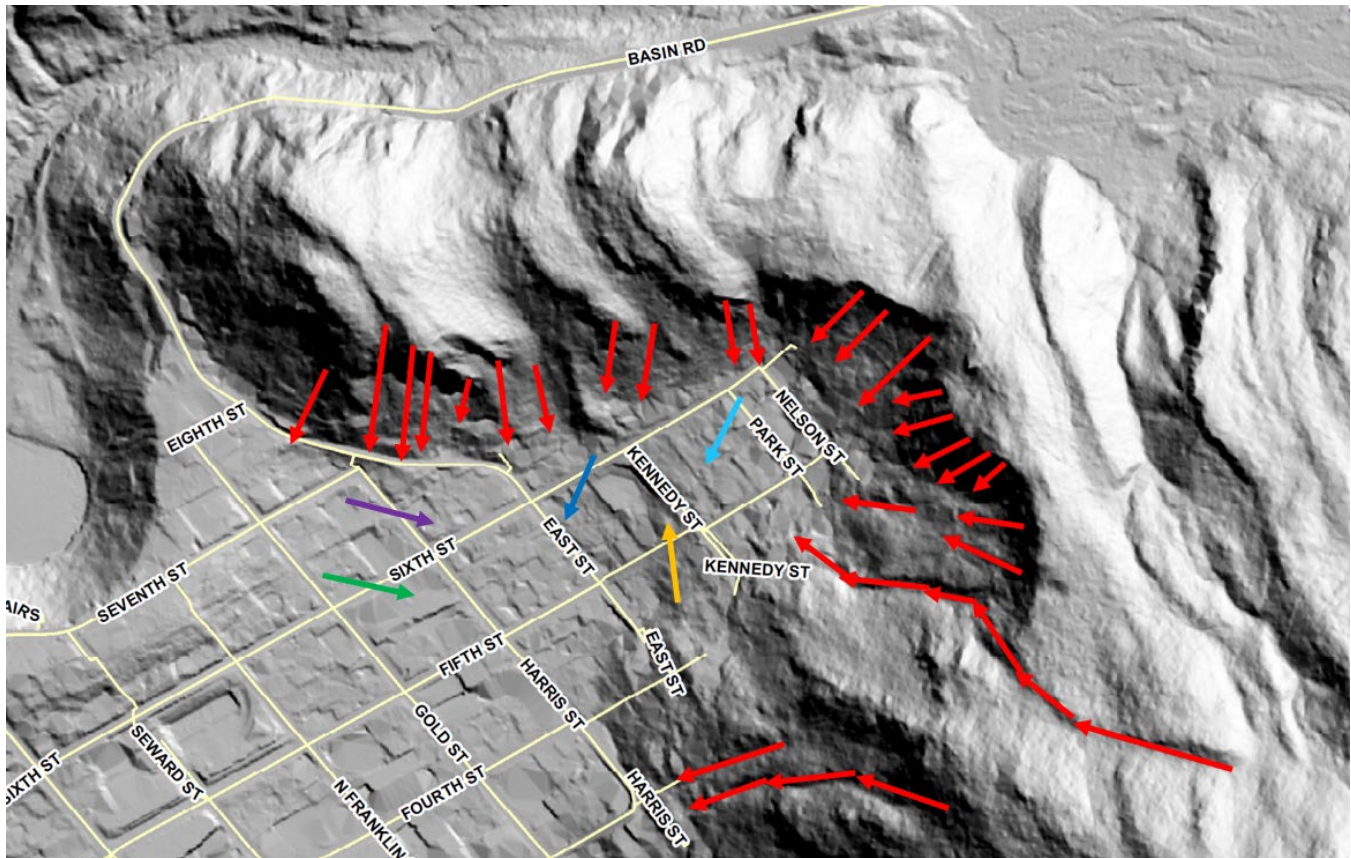 BASIN RD
EIGHTH ST
NELSON ST
PARK ST
KENNEDY ST
EAST ST
SIXTH ST
KENNEDY ST
SEVENTH ST
AIRS
FIFTH ST
EAST ST
HARRIS ST
GOLD ST
SEWARD ST
SIXTH ST
FOURTH ST
N FRANKLIN
HARRIS ST